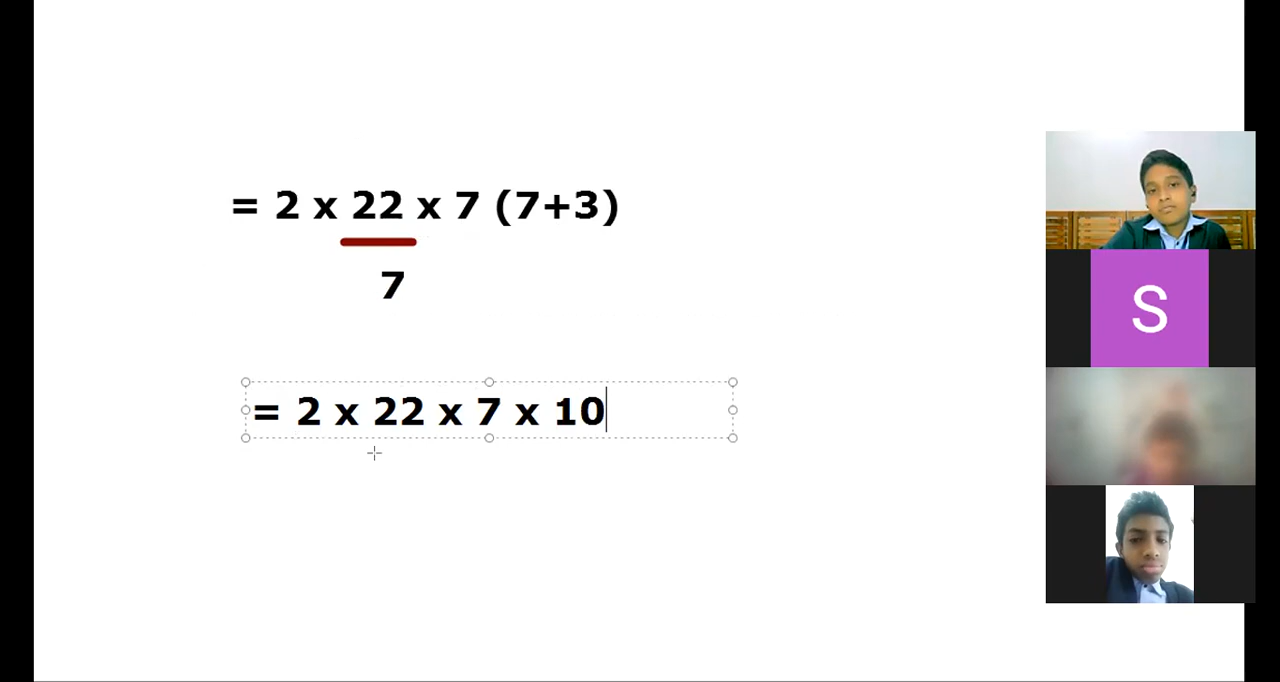 = 2 x 22 x 7 (7+3)
7
= 2 x 22 x 7 x 10
S